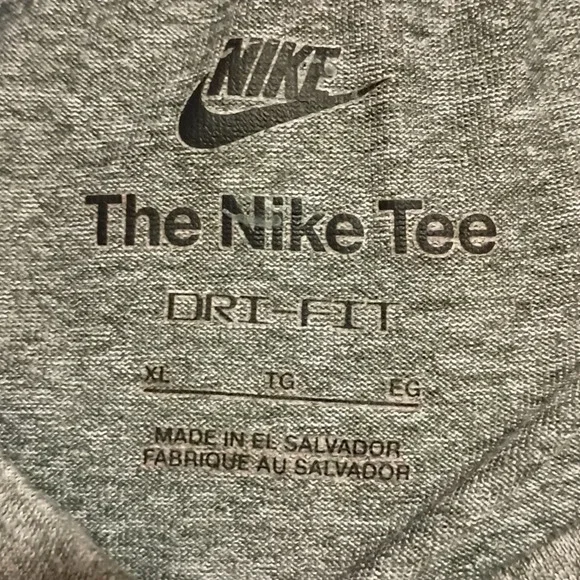 NIKE
The Nike Tee
DRI-FIT
XL TG EG
MADE IN EL SALVADOR
FABRIQUE AU SALVADOR